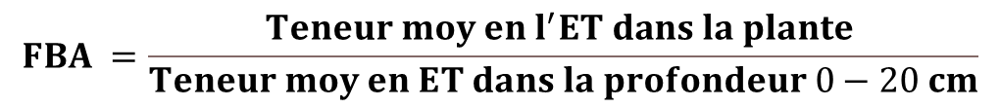 Teneur moy en l′ET dans la plante
FBA =
Teneur moy en ET dans la profondeur 0 − 20 cm